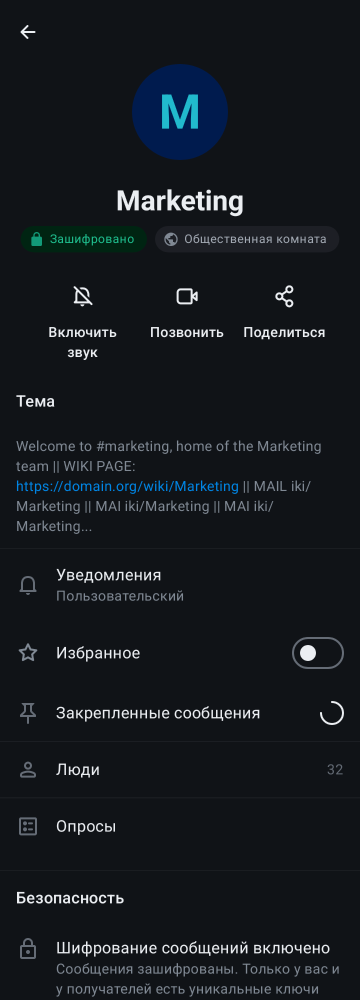 M
Marketing
Зашифровано
Общественная комната
Включить
звук
Позвонить
Поделиться
Тема
Welcome to #marketing, home of the Marketing
team || WIKI PAGE:
https://domain.org/wiki/Marketing || MAIL iki/
Marketing || MAI iki/Marketing || MAI iki/
Marketing...
Уведомления
Пользовательский
Избранное
Закрепленные сообщения
Люди
32
Опросы
Безопасность
Шифрование сообщений включено
Сообщения зашифрованы. Только у вас и
у получателей есть уникальные ключи